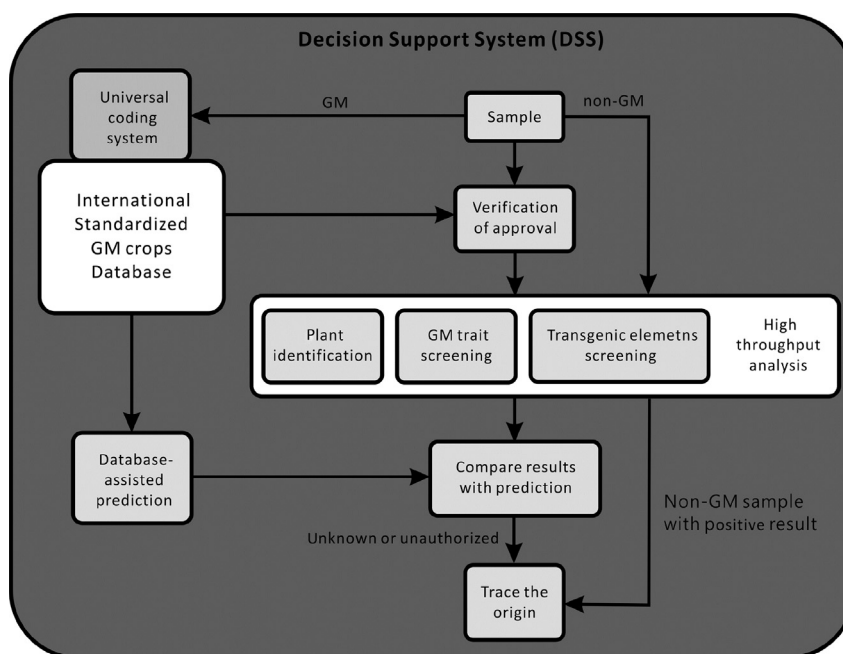 Decision Support System (DSS)
Universal
coding
system
GM
Sample
non-GM
International
Standardized
GM crops
Database
Verification
of approval
Plant
identification
GM trait
screening
Transgenic elemetns
screening
High
throughput
analysis
Database-
assisted
prediction
Compare results
with prediction
Non-GM sample
with positive result
Unknown or unauthorized
Trace the
origin